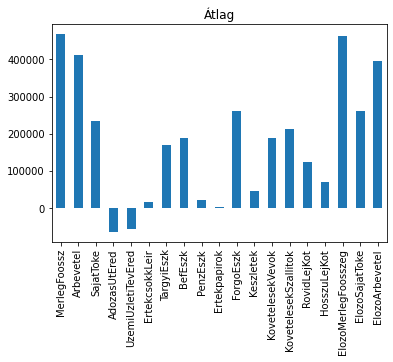 Átlag
400000
300000
200000
100000
0
MerlegFoossz
Arbevetel
SajatToke
AdozasUtEred
UzemiUzletiTevEred
ErtekcsokkLeir
TargyiEszk
BefEszk
PenzEszk
Ertekpapirok
ForgoEszk
Keszletek
KovetelesekVevok
KovetelesekSzallitok
RovidLejKot
HosszuLejKot
ElozoMerlegFoosszeg
ElozoSajatToke
ElozoArbevetel